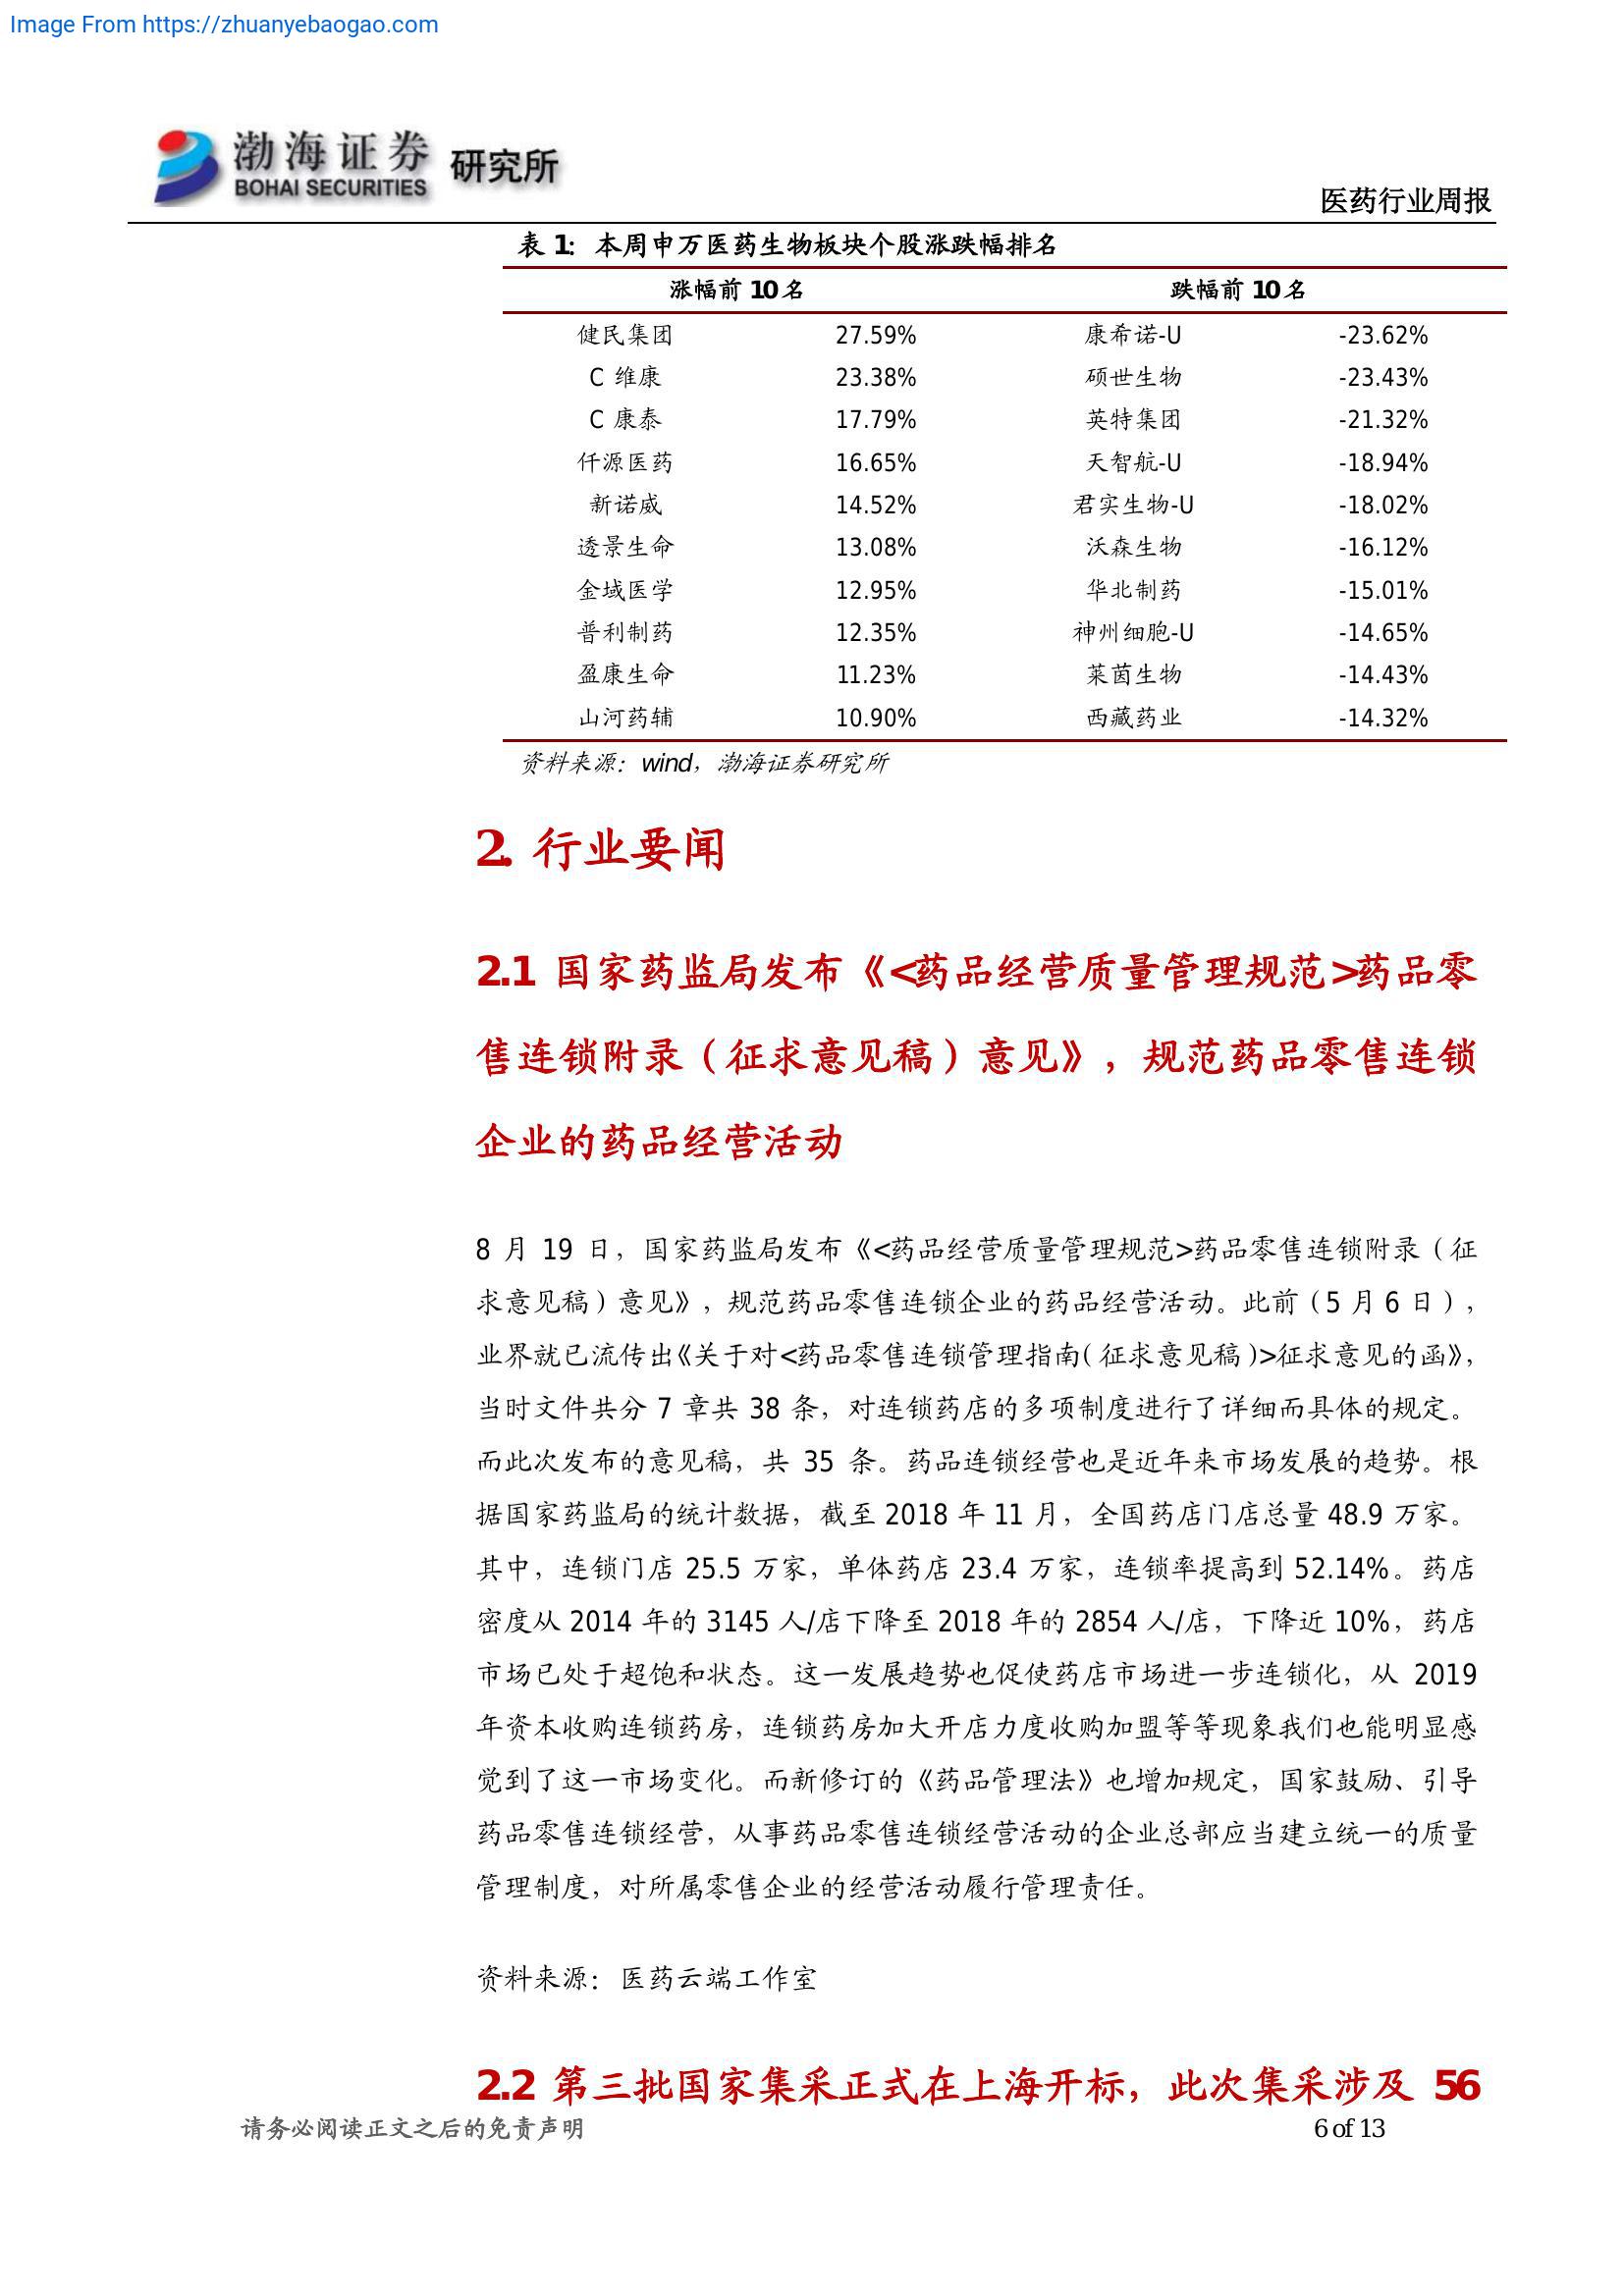 Image From https://zhuanyebaogao.com
渤海证券 研究所
BOHAI SECURITIES
医药行业周报
表 1: 本周申万医药生物板块个股涨跌幅排名
涨幅前 10 名 跌幅前 10 名
健民集团 27.59% 康希诺-U -23.62%
C 维康 23.38% 硕世生物 -23.43%
C 康泰 17.79% 英特集团 -21.32%
仟源医药 16.65% 天智航-U -18.94%
新诺威 14.52% 君实生物-U -18.02%
透景生命 13.08% 沃森生物 -16.12%
金域医学 12.95% 华北制药 -15.01%
普利制药 12.35% 神州细胞-U -14.65%
盈康生命 11.23% 莱茵生物 -14.43%
山河药辅 10.90% 西藏药业 -14.32%
资料来源：wind，渤海证券研究所
2. 行业要闻
2.1 国家药监局发布《<药品经营质量管理规范>药品零
售连锁附录（征求意见稿）意见》，规范药品零售连锁
企业的药品经营活动
8 月 19 日，国家药监局发布《<药品经营质量管理规范>药品零售连锁附录（征
求意见稿）意见》，规范药品零售连锁企业的药品经营活动。此前（5 月 6 日），
业界就已流传出《关于对<药品零售连锁管理指南(征求意见稿)>征求意见的函》，
当时文件共分 7 章共 38 条，对连锁药店的多项制度进行了详细而具体的规定。
而此次发布的意见稿，共 35 条。药品连锁经营也是近年来市场发展的趋势。根
据国家药监局的统计数据，截至 2018 年 11 月，全国药店门店总量 48.9 万家。
其中，连锁门店 25.5 万家，单体药店 23.4 万家，连锁率提高到 52.14%。药店
密度从 2014 年的 3145 人/店下降至 2018 年的 2854 人/店，下降近 10%，药店
市场已处于超饱和状态。这一发展趋势也促使药店市场进一步连锁化，从 2019
年资本收购连锁药房，连锁药房加大开店力度收购加盟等等现象我们也能明显感
觉到了这一市场变化。而新修订的《药品管理法》也增加规定，国家鼓励、引导
药品零售连锁经营，从事药品零售连锁经营活动的企业总部应当建立统一的质量
管理制度，对所属零售企业的经营活动履行管理责任。
资料来源：医药云端工作室
2.2 第三批国家集采正式在上海开标，此次集采涉及 56
请务必阅读正文之后的免责声明 6 of 13